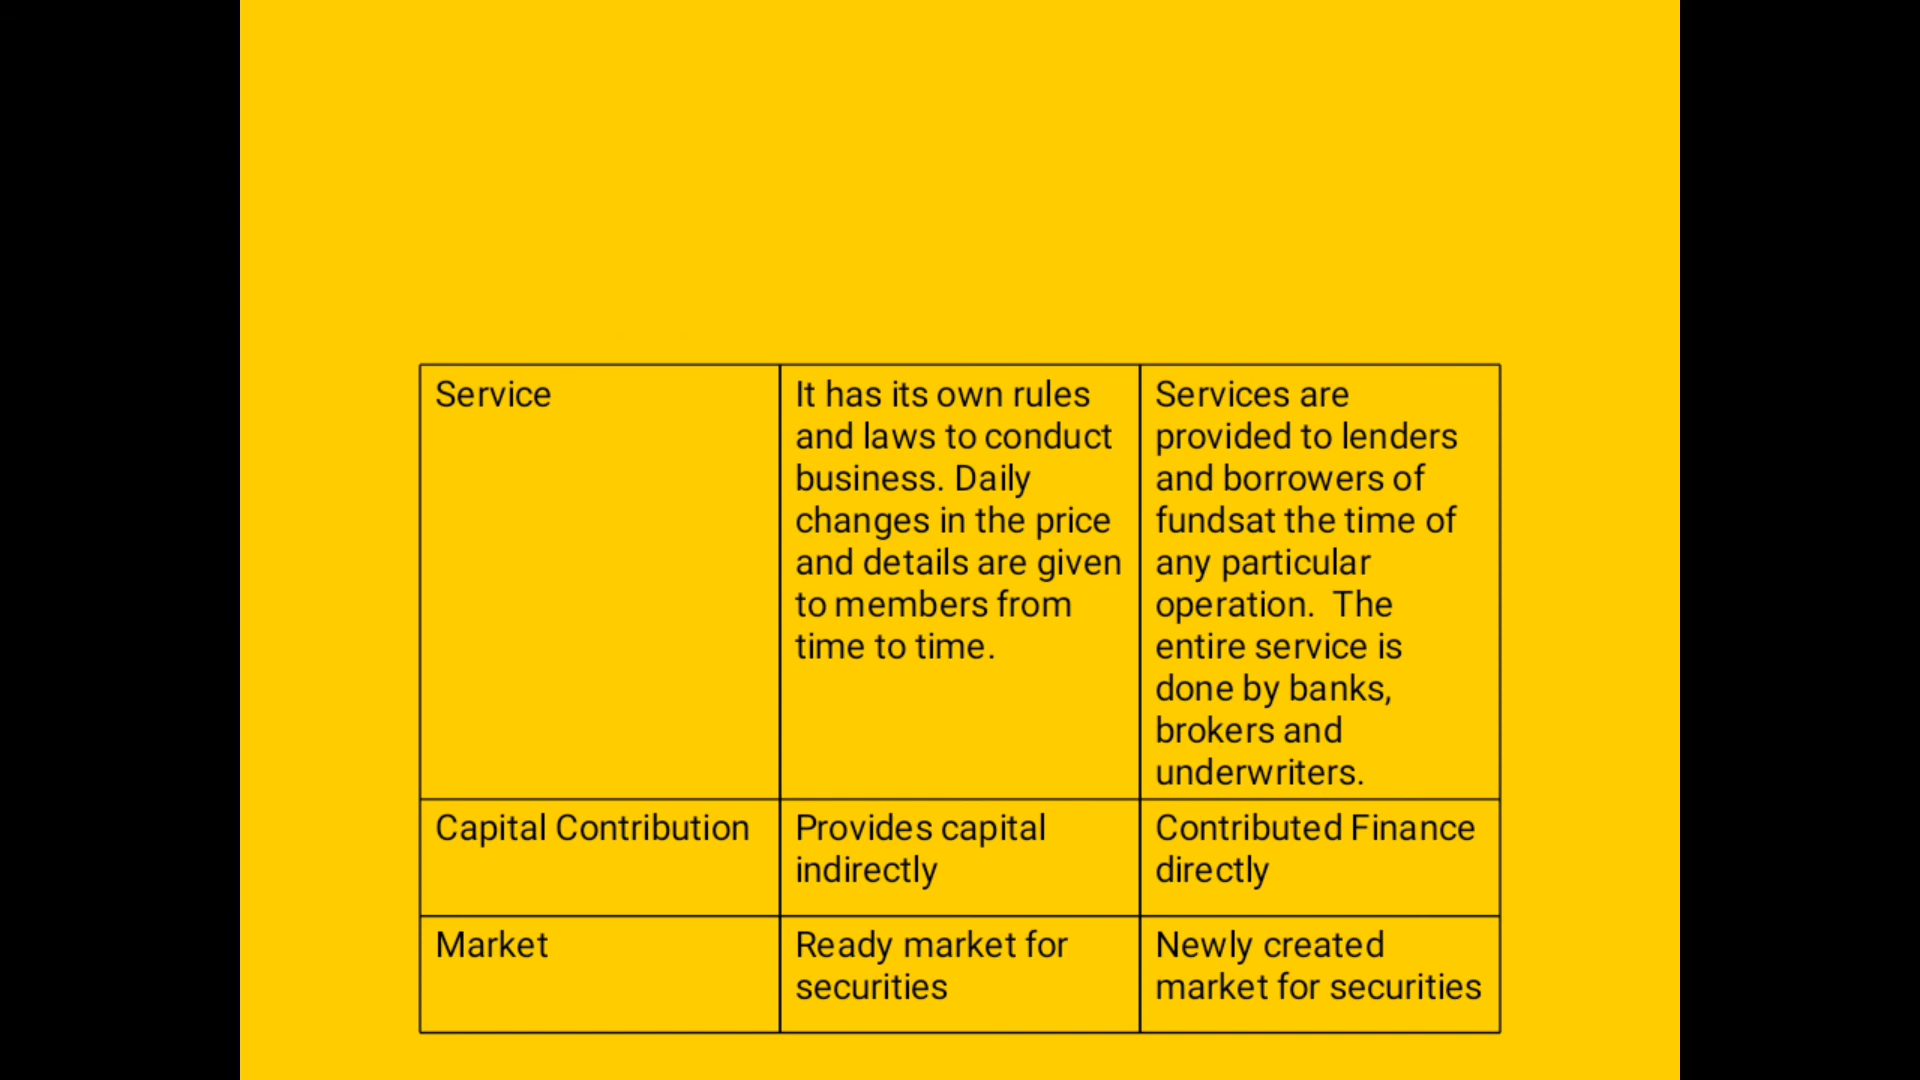 Service
It has its own rules
and laws to conduct
business. Daily
changes in the price
and details are given
to members from
time to time.
Services are
provided to lenders
and borrowers of
fundsat the time of
any particular
operation.  The
entire service is
done by banks,
brokers and
underwriters.
Capital Contribution
Provides capital
indirectly
Contributed Finance
directly
Market
Ready market for
securities
Newly created
market for securities